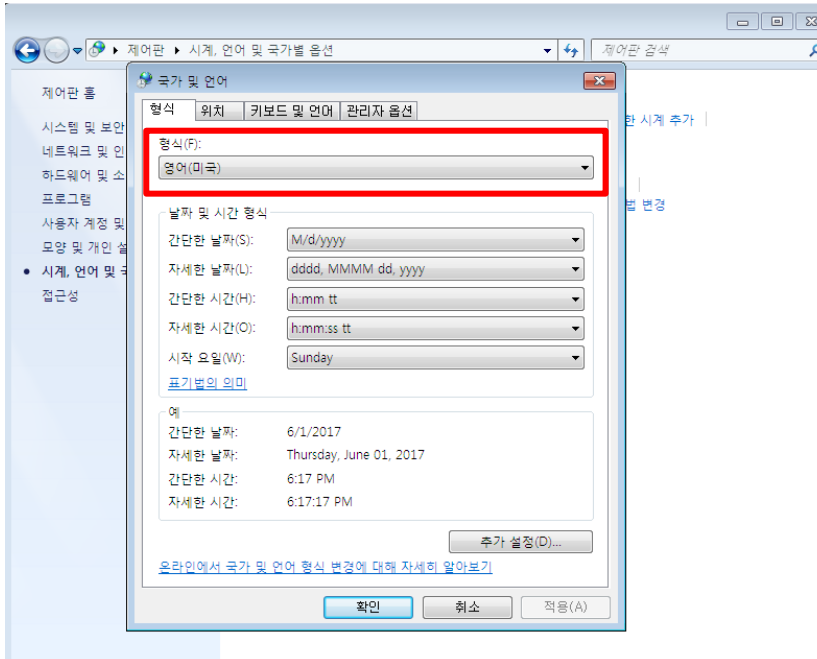 제어판 ▸ 시계, 언어 및 국가별 옵션
제어판 검색
제어판 홈
시스템 및 보안
네트워크 및 인
하드웨어 및 소
프로그램
사용자 계정 및
모양 및 개인 설
시계, 언어 및 국
접근성
한 시계 추가
법 변경
국가 및 언어
형식 위치 키보드 및 언어 관리자 옵션
형식(F):
영어(미국)
날짜 및 시간 형식
간단한 날짜(S): M/d/yyyy
자세한 날짜(L): dddd, MMMM dd, yyyy
간단한 시간(H): h:mm tt
자세한 시간(O): h:mm:ss tt
시작 요일(W): Sunday
표기법의 의미
예
간단한 날짜: 6/1/2017
자세한 날짜: Thursday, June 01, 2017
간단한 시간: 6:17 PM
자세한 시간: 6:17:17 PM
추가 설정(D)...
온라인에서 국가 및 언어 형식 변경에 대해 자세히 알아보기
확인 취소 적용(A)